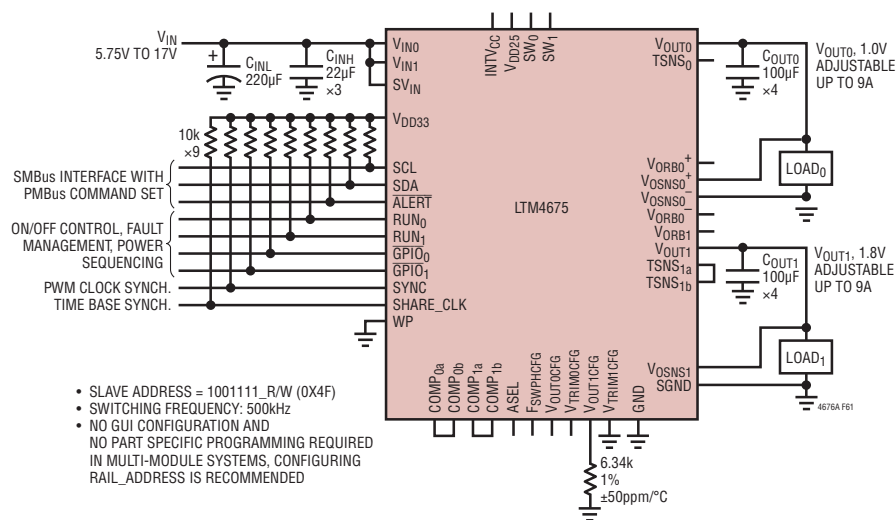 VIN
5.75V TO 17V
+
CINL
220µF
CINH
22µF
×3
VIN0
VIN1
SVIN
VDD33
10k
×9
SMBus INTERFACE WITH
PMBus COMMAND SET
ON/OFF CONTROL, FAULT
MANAGEMENT, POWER
SEQUENCING
PWM CLOCK SYNCH.
TIME BASE SYNCH.
SCL
SDA
ALERT
RUN0
RUN1
GPIO0
GPIO1
SYNC
SHARE_CLK
WP
INTVCC
VDD25
SW0
SW1
LTM4675
VOUT0
TSNS0
VORB0+
VOSNS0+
VOSNS0–
VORB0–
VORB1
VOUT1
TSNS1a
TSNS1b
VOSNS1
SGND
COUT0
100µF
×4
VOUT0, 1.0V
ADJUSTABLE
UP TO 9A
LOAD0
COUT1
100µF
×4
VOUT1, 1.8V
ADJUSTABLE
UP TO 9A
LOAD1
4676A F61
COMP0a
COMP0b
COMP1a
COMP1b
ASEL
FSWPHCFG
VOUT0CFG
VTRIM0CFG
VOUT1CFG
VTRIM1CFG
GND
6.34k
1%
±50ppm/°C
• SLAVE ADDRESS = 1001111_R/W (0X4F)
• SWITCHING FREQUENCY: 500kHz
• NO GUI CONFIGURATION AND
NO PART SPECIFIC PROGRAMMING REQUIRED
IN MULTI-MODULE SYSTEMS, CONFIGURING
RAIL_ADDRESS IS RECOMMENDED